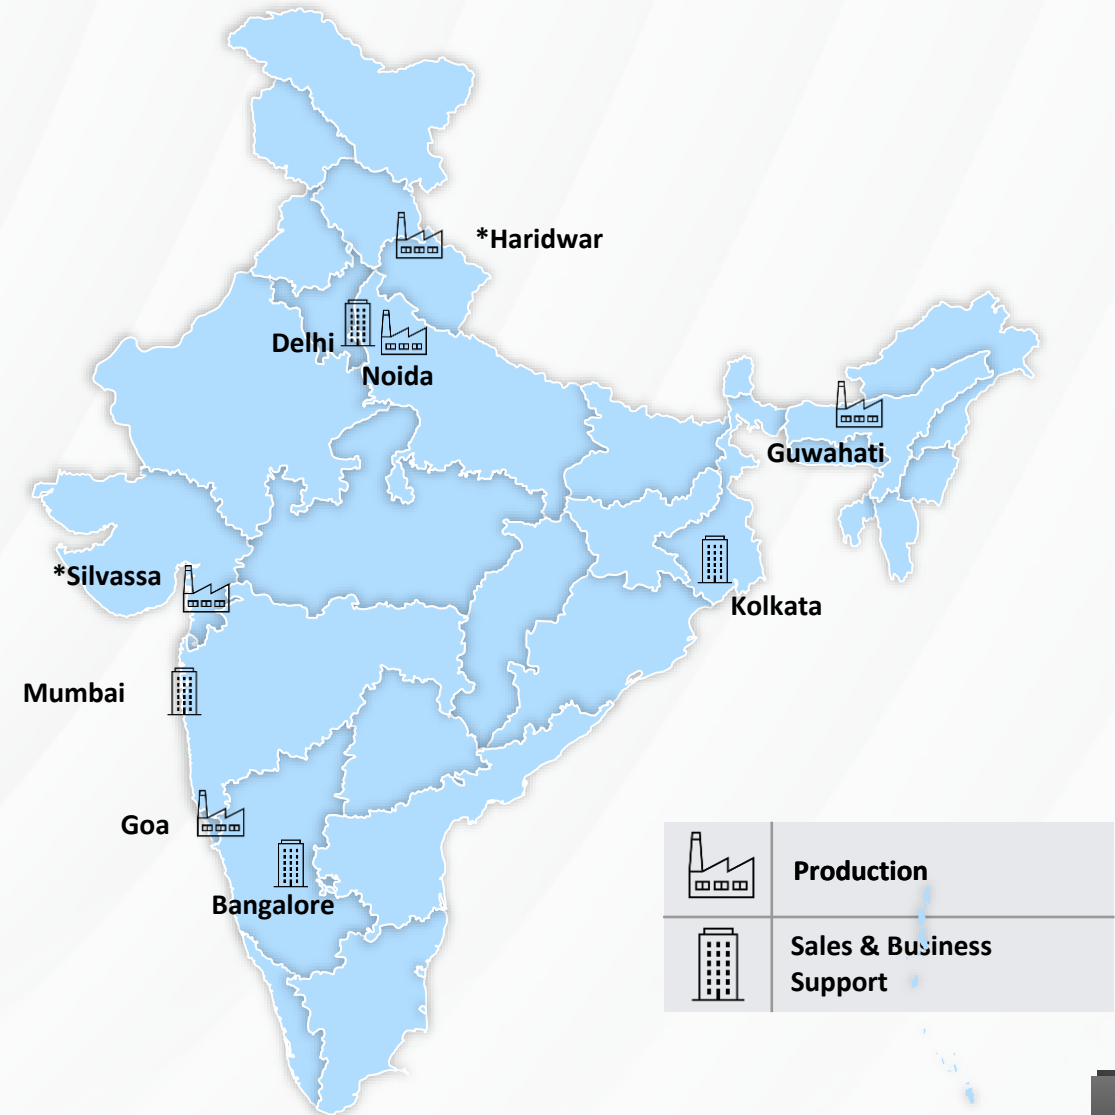 *Haridwar
Delhi
Noida
Guwahati
*Silvassa
Kolkata
Mumbai
Goa
Bangalore
Production
Sales & Business
Support